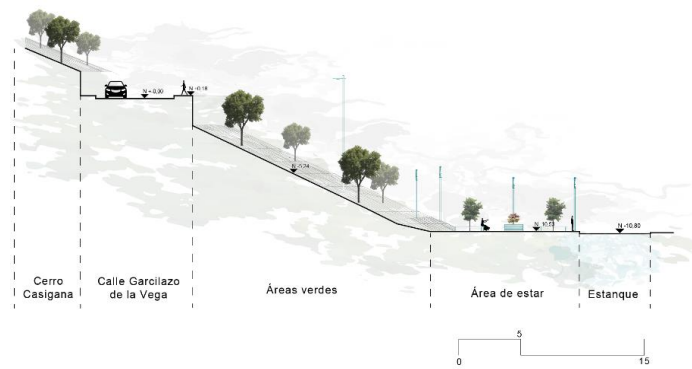 N +-0,00
N -0.18
N -5.24
N -10.53
N -10.80
Cerro
Casigana
Calle Garcilazo
de la Vega
Áreas verdes
Área de estar
Estanque
5
0
15